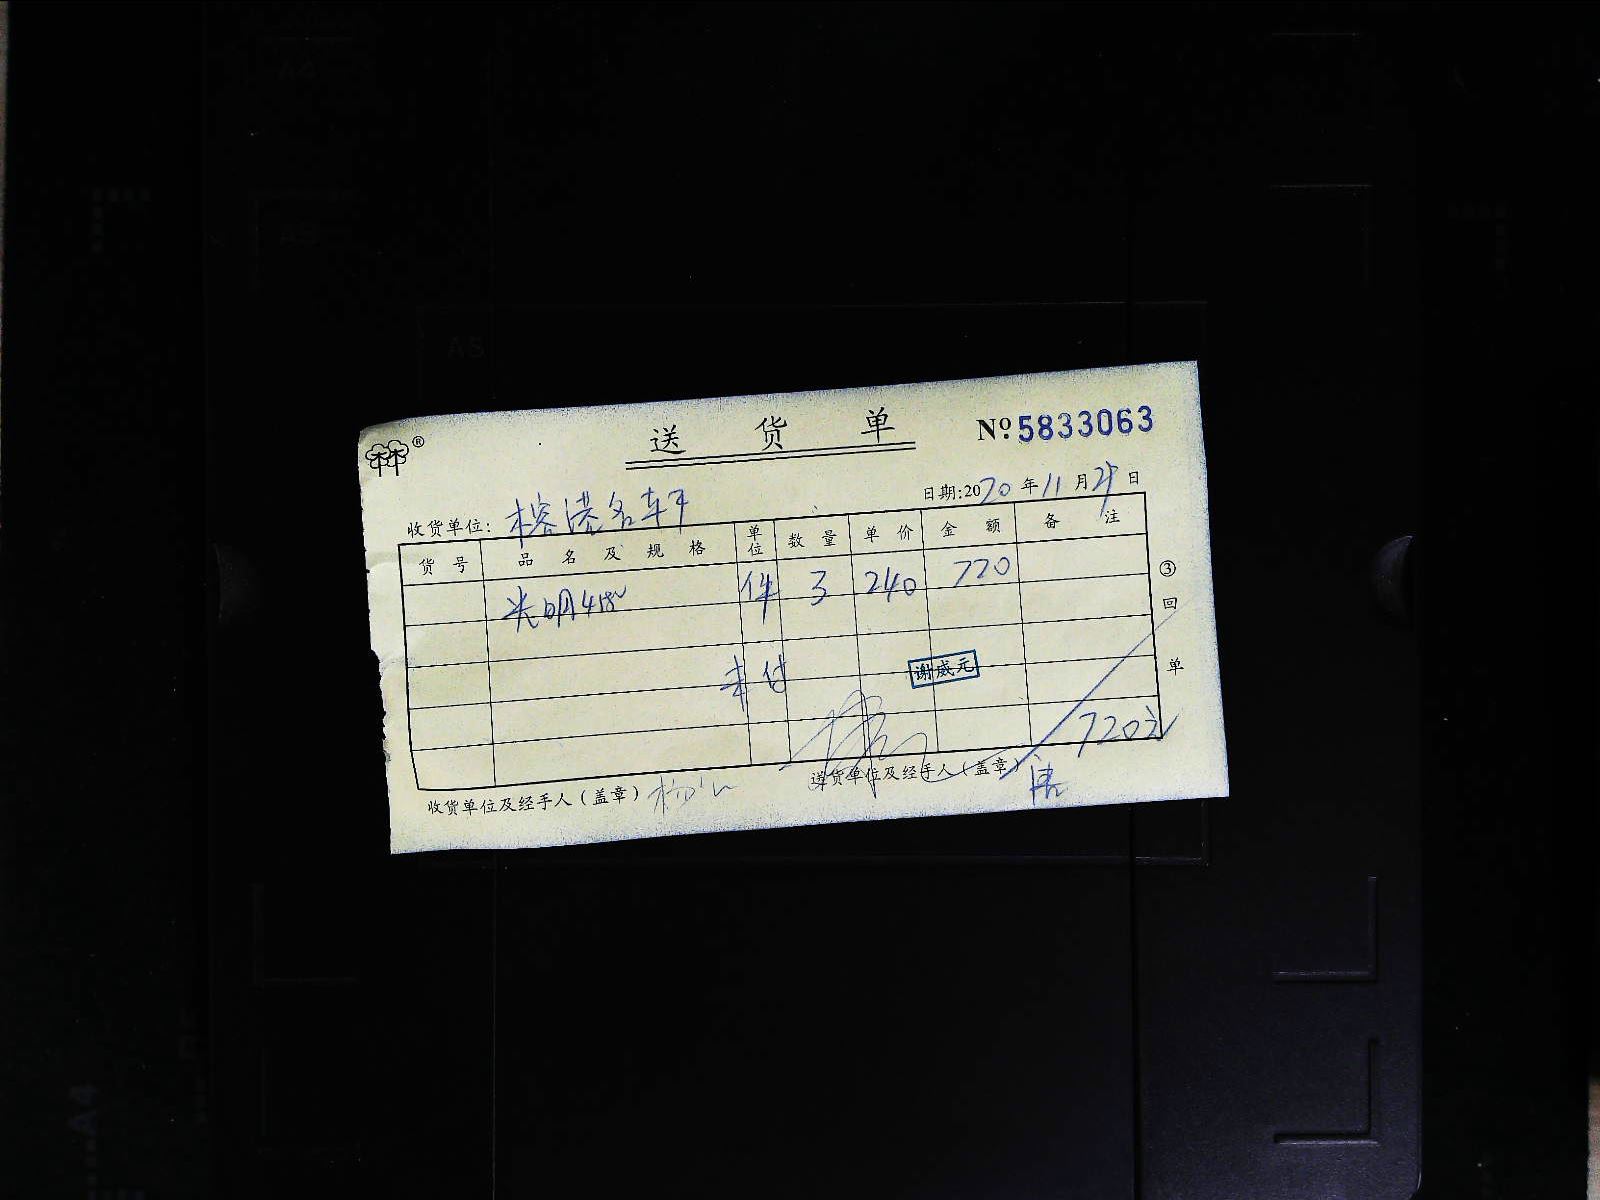 送 货 单 № 5833063
收货单位: 榕港名轩 日期:2020年11月 日
货号 品名及规格 单位 数量 单价 金额 备注
光明418 件 3 240 720
未付 谢威元
720元
收货单位及经手人(盖章) 送货单位及经手人(盖章)
③回单